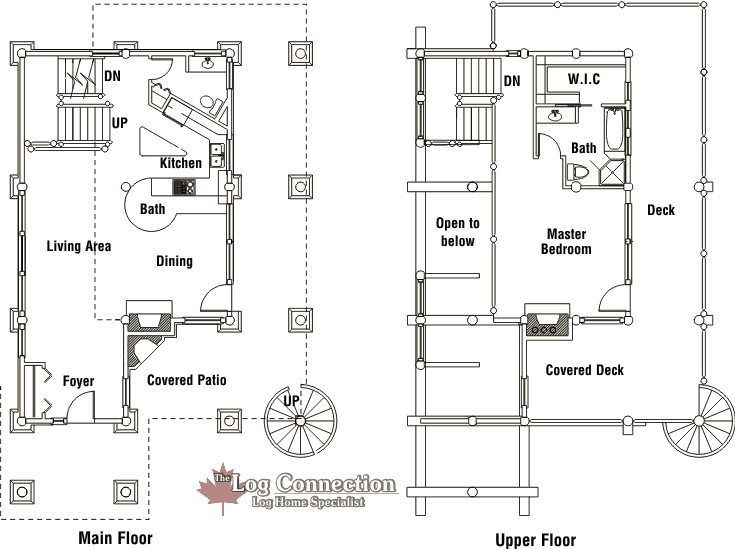 DN
UP
Kitchen
Bath
Living Area
Dining
Foyer
Covered Patio
UP
Main Floor
The Log Connection
Log Home Specialist
DN
W.I.C
Bath
Open to
below
Master
Bedroom
Deck
Covered Deck
Upper Floor